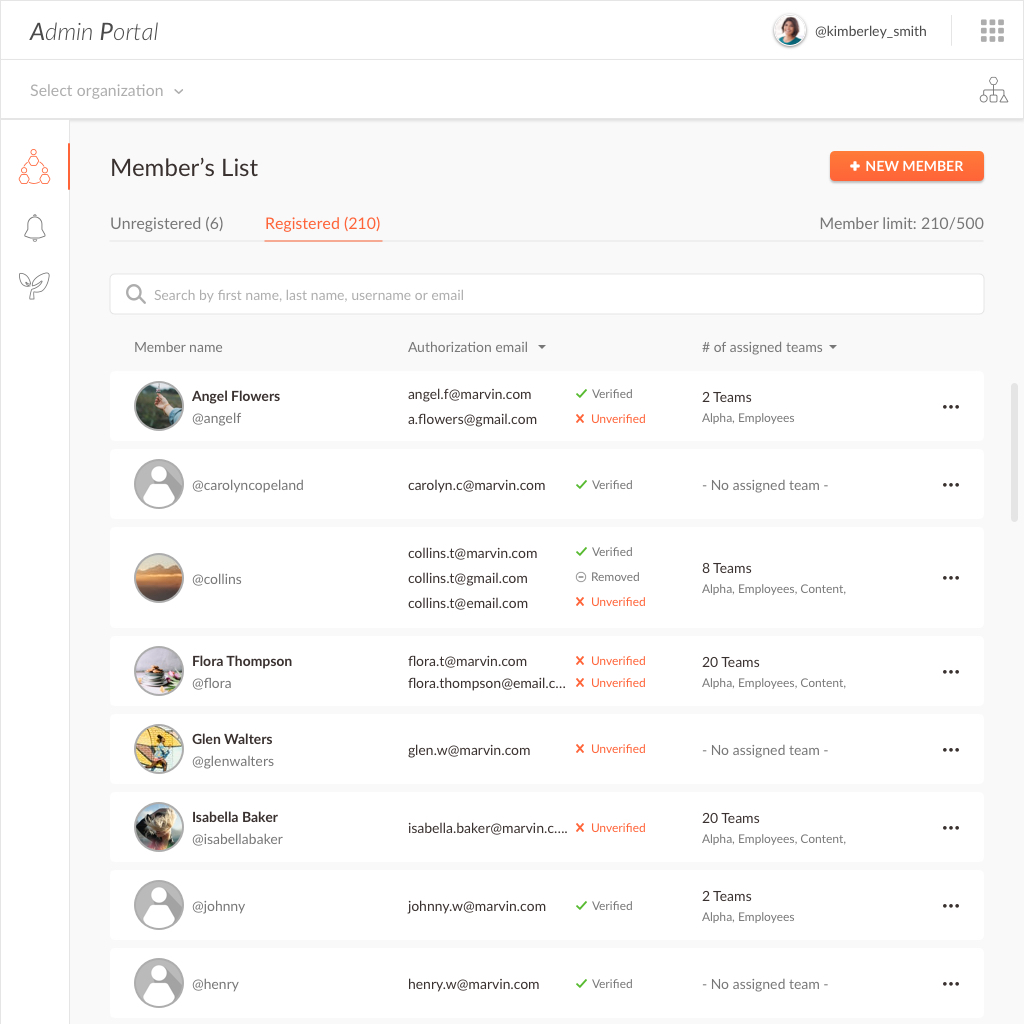 Admin Portal
@kimberley_smith
Select organization
Member’s List
NEW MEMBER
Unregistered (6)
Registered (210)
Member limit: 210/500
Search by first name, last name, username or email
Member name
Authorization email
# of assigned teams
Angel Flowers
@angelf
angel.f@marvin.com
Verified
a.flowers@gmail.com
Unverified
2 Teams
Alpha, Employees
@carolyncopeland
carolyn.c@marvin.com
Verified
- No assigned team -
@collins
collins.t@marvin.com
Verified
collins.t@gmail.com
Removed
collins.t@email.com
Unverified
8 Teams
Alpha, Employees, Content,
Flora Thompson
@flora
flora.t@marvin.com
Unverified
flora.thompson@email.c...
Unverified
20 Teams
Alpha, Employees, Content,
Glen Walters
@glenwalters
glen.w@marvin.com
Unverified
- No assigned team -
Isabella Baker
@isabellabaker
isabella.baker@marvin.c....
Unverified
20 Teams
Alpha, Employees, Content,
@johnny
johnny.w@marvin.com
Verified
2 Teams
Alpha, Employees
@henry
henry.w@marvin.com
Verified
- No assigned team -